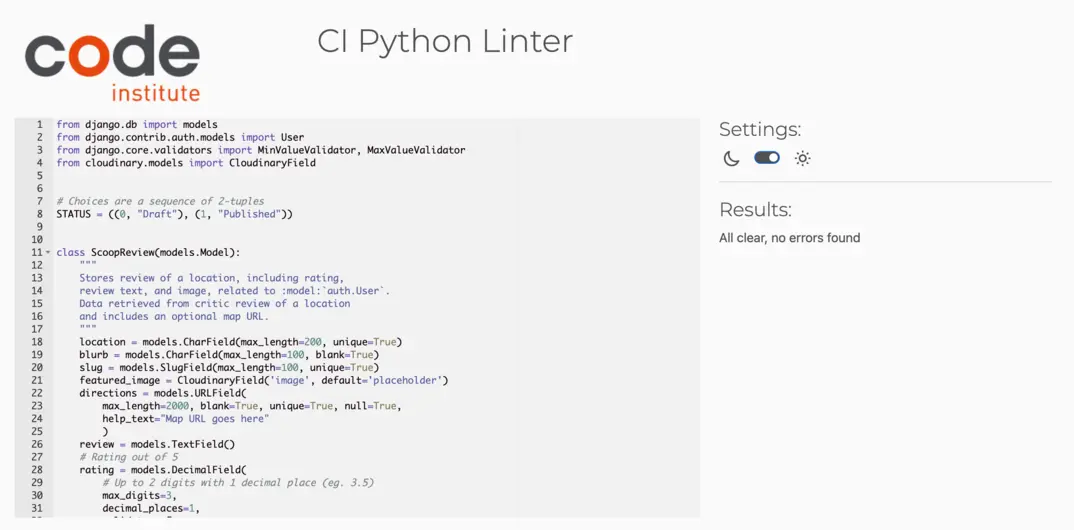 code
institute
CI Python Linter
1 from django.db import models
2 from django.contrib.auth.models import User
3 from django.core.validators import MinValueValidator, MaxValueValidator
4 from cloudinary.models import CloudinaryField
5
6
7 # Choices are a sequence of 2-tuples
8 STATUS = ((0, "Draft"), (1, "Published"))
9
10
11 class ScoopReview(models.Model):
12     """
13     Stores review of a location, including rating,
14     review text, and image, related to :model:`auth.User`.
15     Data retrieved from critic review of a location
16     and includes an optional map URL.
17     """
18     location = models.CharField(max_length=200, unique=True)
19     blurb = models.CharField(max_length=100, blank=True)
20     slug = models.SlugField(max_length=100, unique=True)
21     featured_image = CloudinaryField('image', default='placeholder')
22     directions = models.URLField(
23         max_length=2000, blank=True, unique=True, null=True,
24         help_text="Map URL goes here"
25         )
26     review = models.TextField()
27     # Rating out of 5
28     rating = models.DecimalField(
29         # Up to 2 digits with 1 decimal place (eg. 3.5)
30         max_digits=3,
31         decimal_places=1,
Settings:
Results:
All clear, no errors found